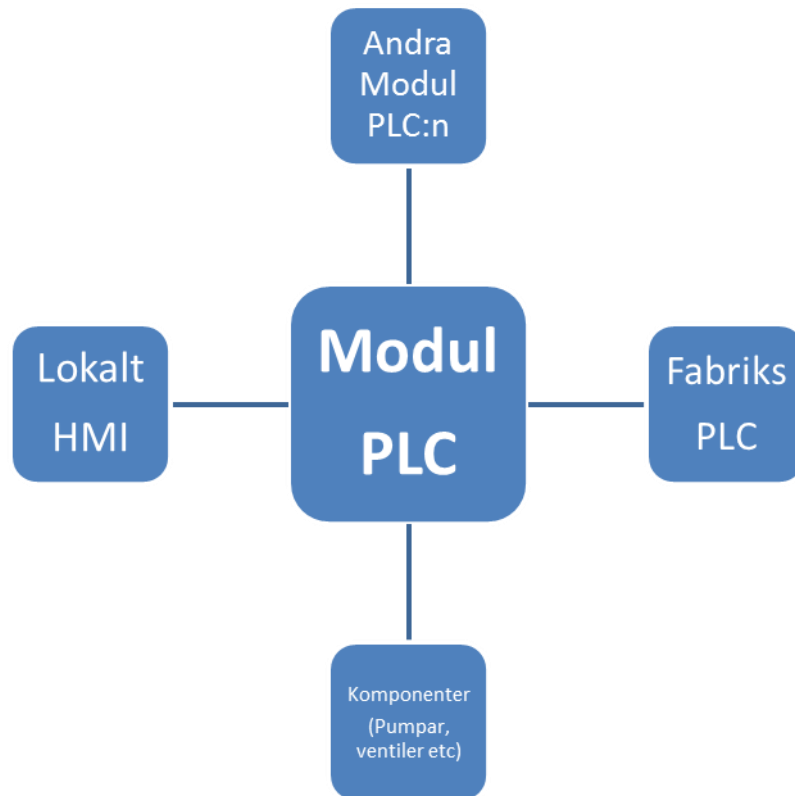 Andra
Modul
PLC:n
Lokalt
HMI
Modul
PLC
Fabriks
PLC
Komponenter
(Pumpar,
ventiler etc)